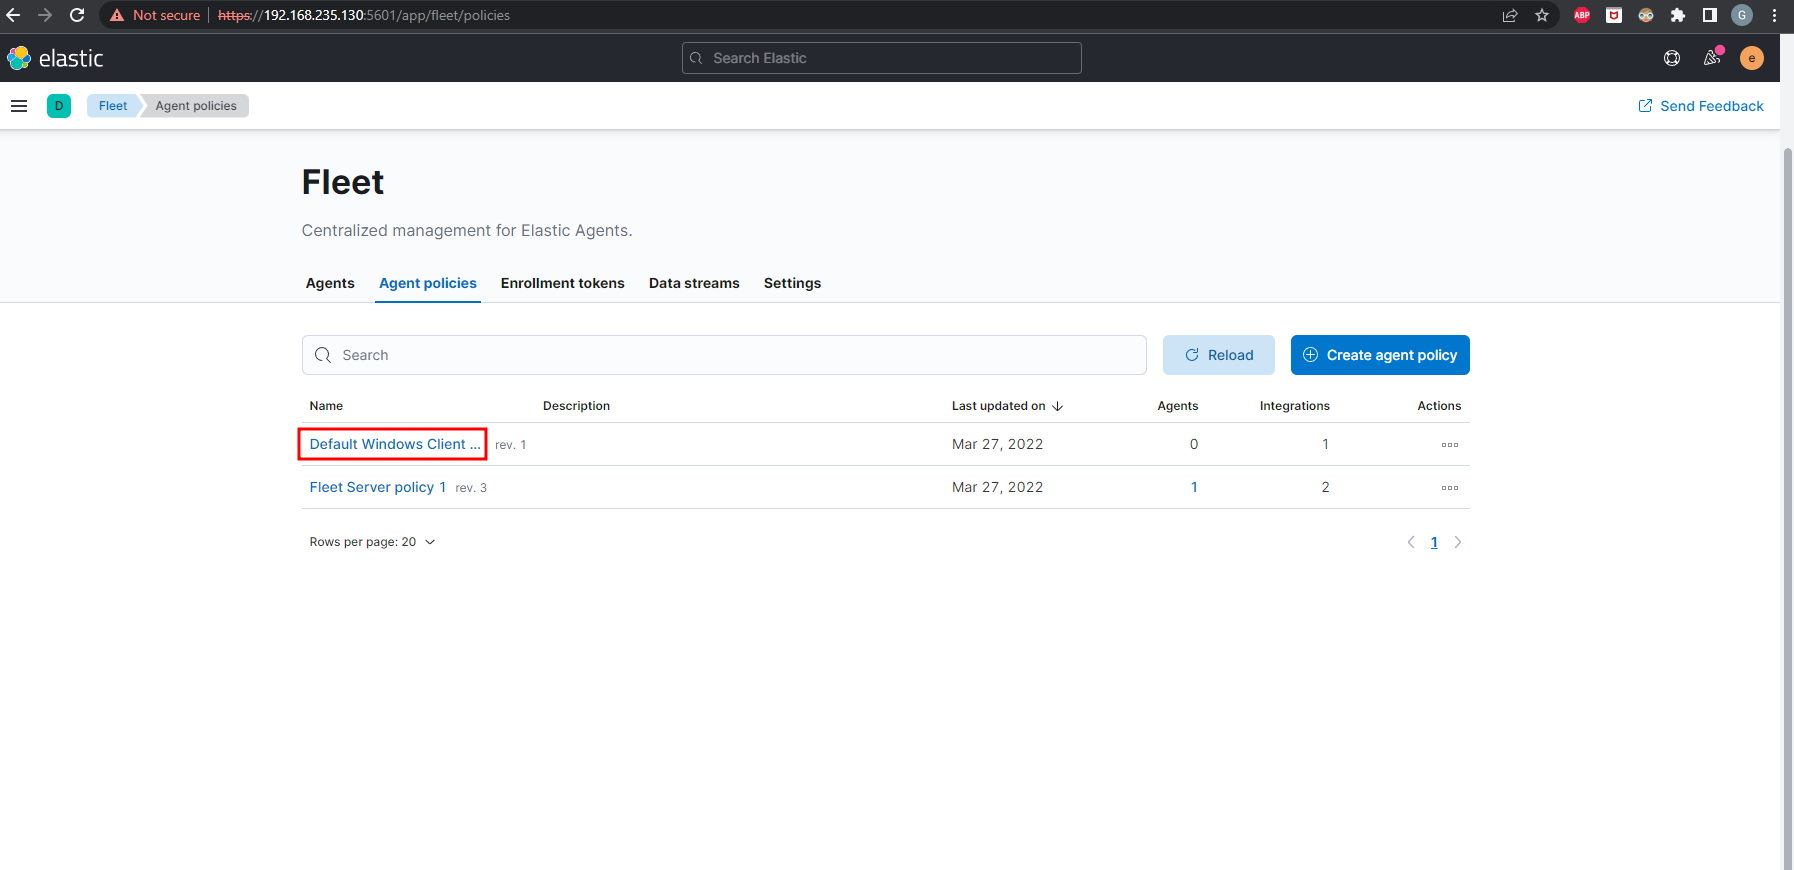 Not secure https://192.168.235.130:5601/app/fleet/policies ABP G
elastic Search Elastic e
D Fleet Agent policies Send Feedback
Fleet
Centralized management for Elastic Agents.
Agents Agent policies Enrollment tokens Data streams Settings
Search Reload Create agent policy
Name Description Last updated on Agents Integrations Actions
Default Windows Client ... rev. 1 Mar 27, 2022 0 1
Fleet Server policy 1 rev. 3 Mar 27, 2022 1 2
Rows per page: 20 1